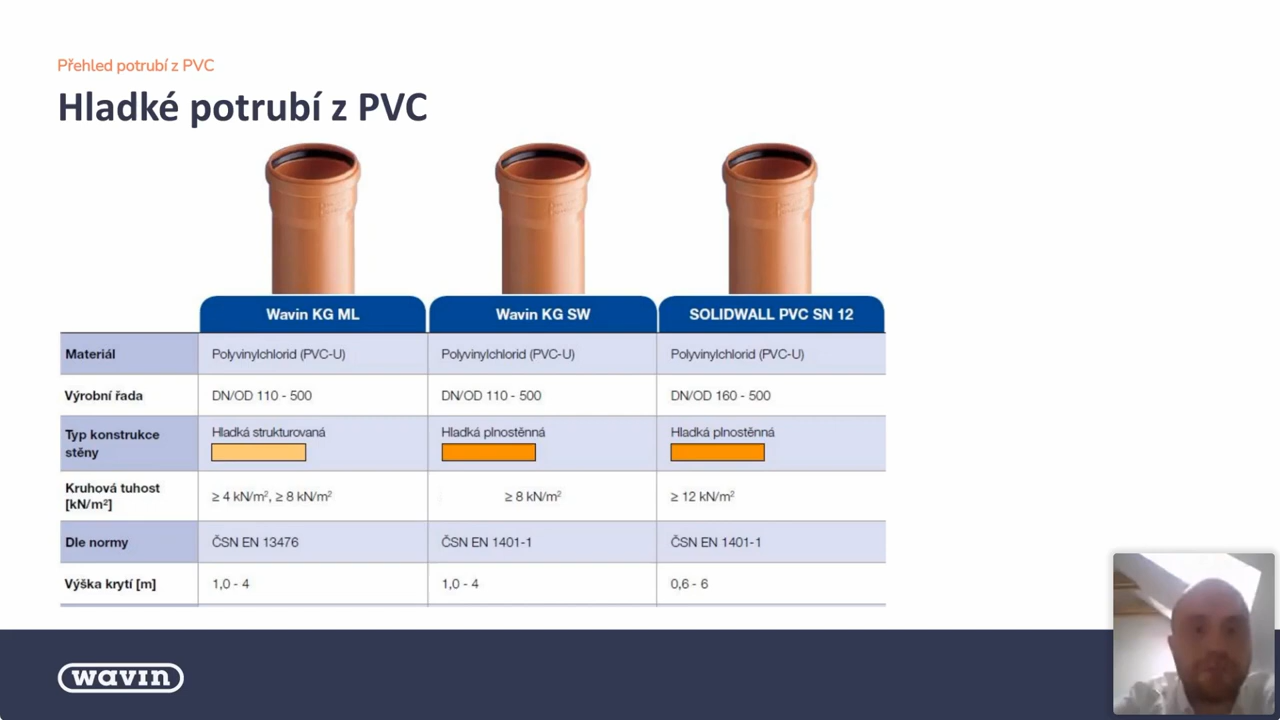 Přehled potrubí z PVC
Hladké potrubí z PVC
Wavin KG ML
Wavin KG SW
SOLIDWALL PVC SN 12
Materiál
Polyvinylchlorid (PVC-U)
Polyvinylchlorid (PVC-U)
Polyvinylchlorid (PVC-U)
Výrobní řada
DN/OD 110 - 500
DN/OD 110 - 500
DN/OD 160 - 500
Typ konstrukce
stěny
Hladká strukturovaná
Hladká plnostěnná
Hladká plnostěnná
Kruhová tuhost
[kN/m²]
≥ 4 kN/m², ≥ 8 kN/m²
≥ 8 kN/m²
≥ 12 kN/m²
Dle normy
ČSN EN 13476
ČSN EN 1401-1
ČSN EN 1401-1
Výška krytí [m]
1,0 - 4
1,0 - 4
0,6 - 6
wavin